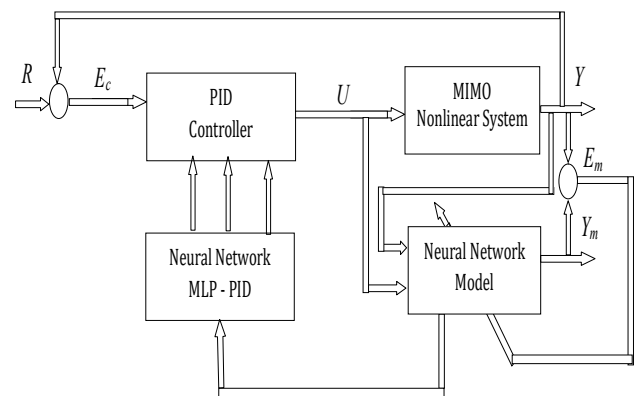 R
E_c
PID
Controller
U
MIMO
Nonlinear System
Y
E_m
Y_m
Neural Network
MLP - PID
Neural Network
Model